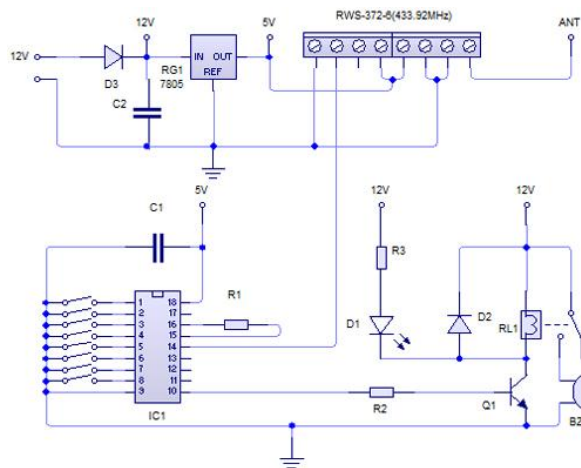 RWS-372-6(433.92MHz)
12V
5V
ANT
12V
IN OUT
REF
D3
RG1
7805
C2
5V
12V
12V
C1
R3
R1
1
18
2
17
3
16
4
15
5
14
6
13
7
12
8
11
9
10
D1
D2
RL1
IC1
R2
Q1